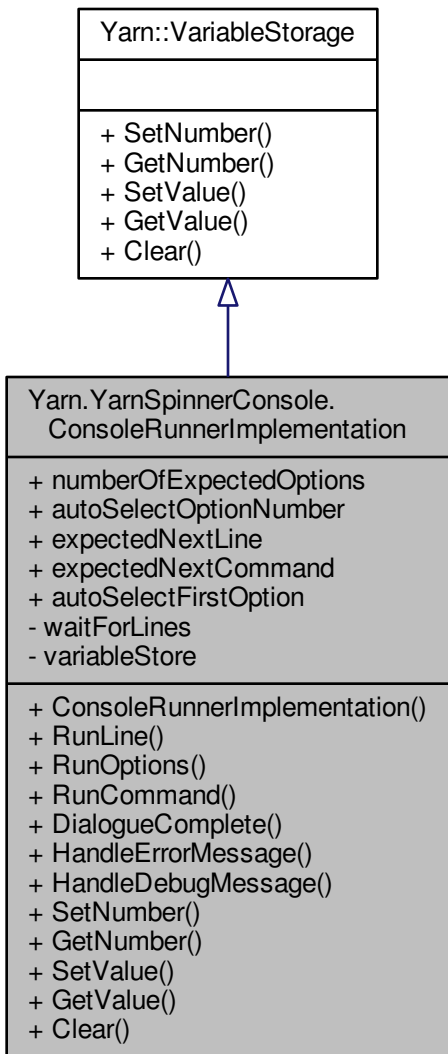 Yarn::VariableStorage
+ SetNumber()
+ GetNumber()
+ SetValue()
+ GetValue()
+ Clear()
Yarn.YarnSpinnerConsole.
ConsoleRunnerImplementation
+ numberOfExpectedOptions
+ autoSelectOptionNumber
+ expectedNextLine
+ expectedNextCommand
+ autoSelectFirstOption
- waitForLines
- variableStore
+ ConsoleRunnerImplementation()
+ RunLine()
+ RunOptions()
+ RunCommand()
+ DialogueComplete()
+ HandleErrorMessage()
+ HandleDebugMessage()
+ SetNumber()
+ GetNumber()
+ SetValue()
+ GetValue()
+ Clear()